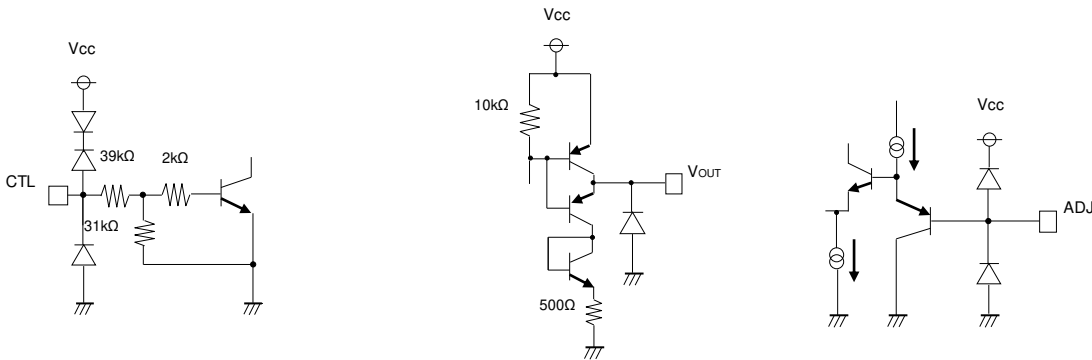 Vcc
39kΩ
2kΩ
CTL
31kΩ
Vcc
10kΩ
VOUT
500Ω
Vcc
ADJ